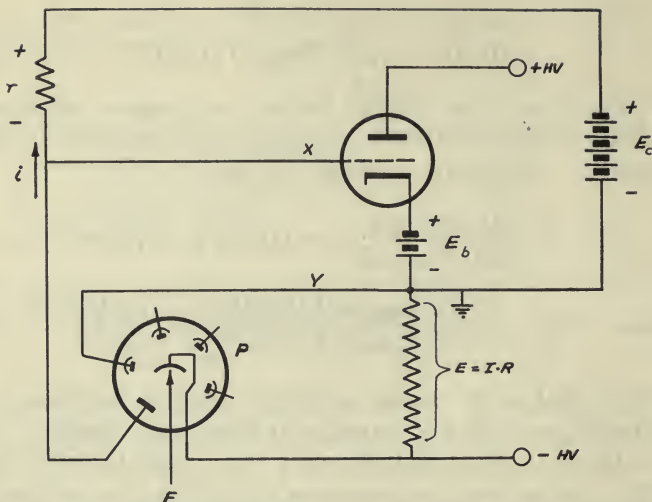 +
r
-
i
+HV
X
+
E_c
-
+
E_b
-
Y
P
E = I·R
- HV
F